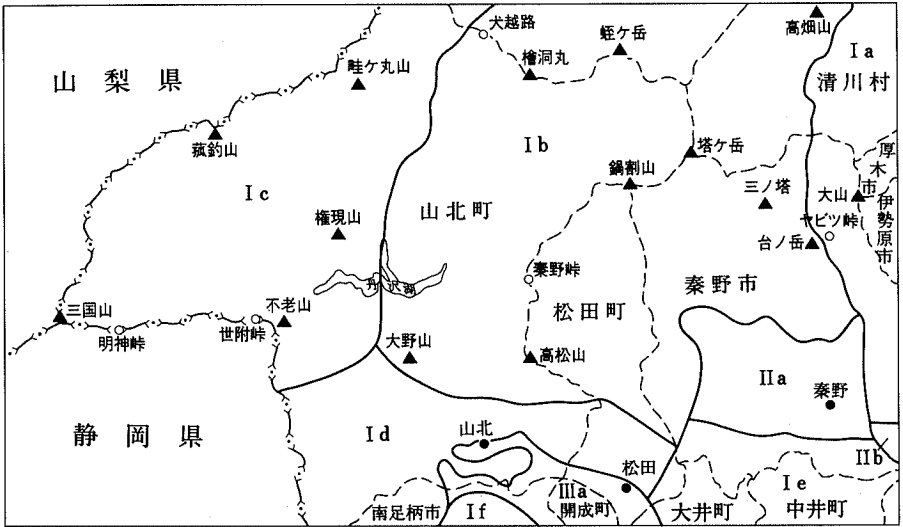 犬越路
蛭ケ岳
高畑山
Ia
清川村
山梨県
畦ケ丸山
檜洞丸
菰釣山
Ib
塔ケ岳
鍋割山
厚木市
三ノ塔
大山
伊勢原市
Ic
権現山
山北町
ヤビツ峠
台ノ岳
丹沢湖
秦野峠
秦野市
三国山
不老山
松田町
明神峠
世附峠
大野山
高松山
IIa
秦野
静岡県
Id
山北
IIb
松田
Ie
南足柄市
If
IIIa
開成町
大井町
中井町